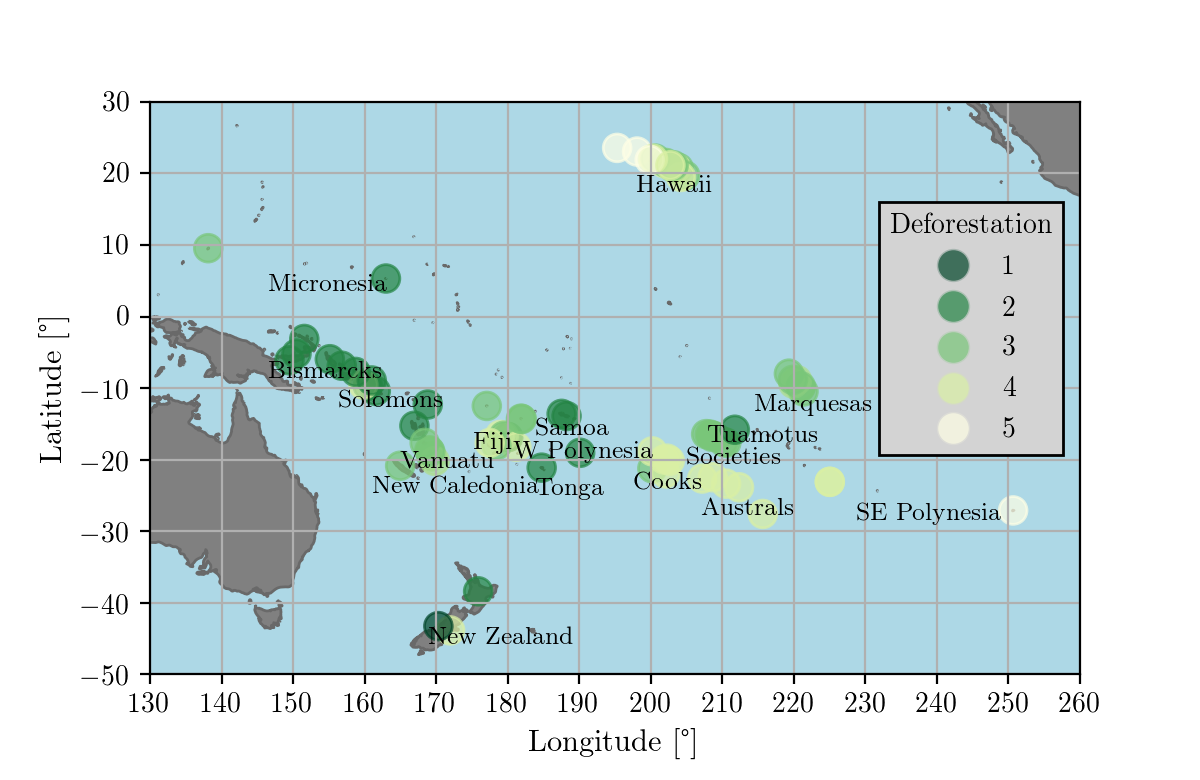 30
20
10
0
−10
−20
−30
−40
−50
Latitude [°]
Hawaii
Micronesia
Bismarcks
Solomons
Marquesas
Samoa
Tuamotus
Fiji
W Polynesia
Societies
Vanuatu
New Caledonia
Tonga
Cooks
Australs
SE Polynesia
New Zealand
Deforestation
1
2
3
4
5
130 140 150 160 170 180 190 200 210 220 230 240 250 260
Longitude [°]